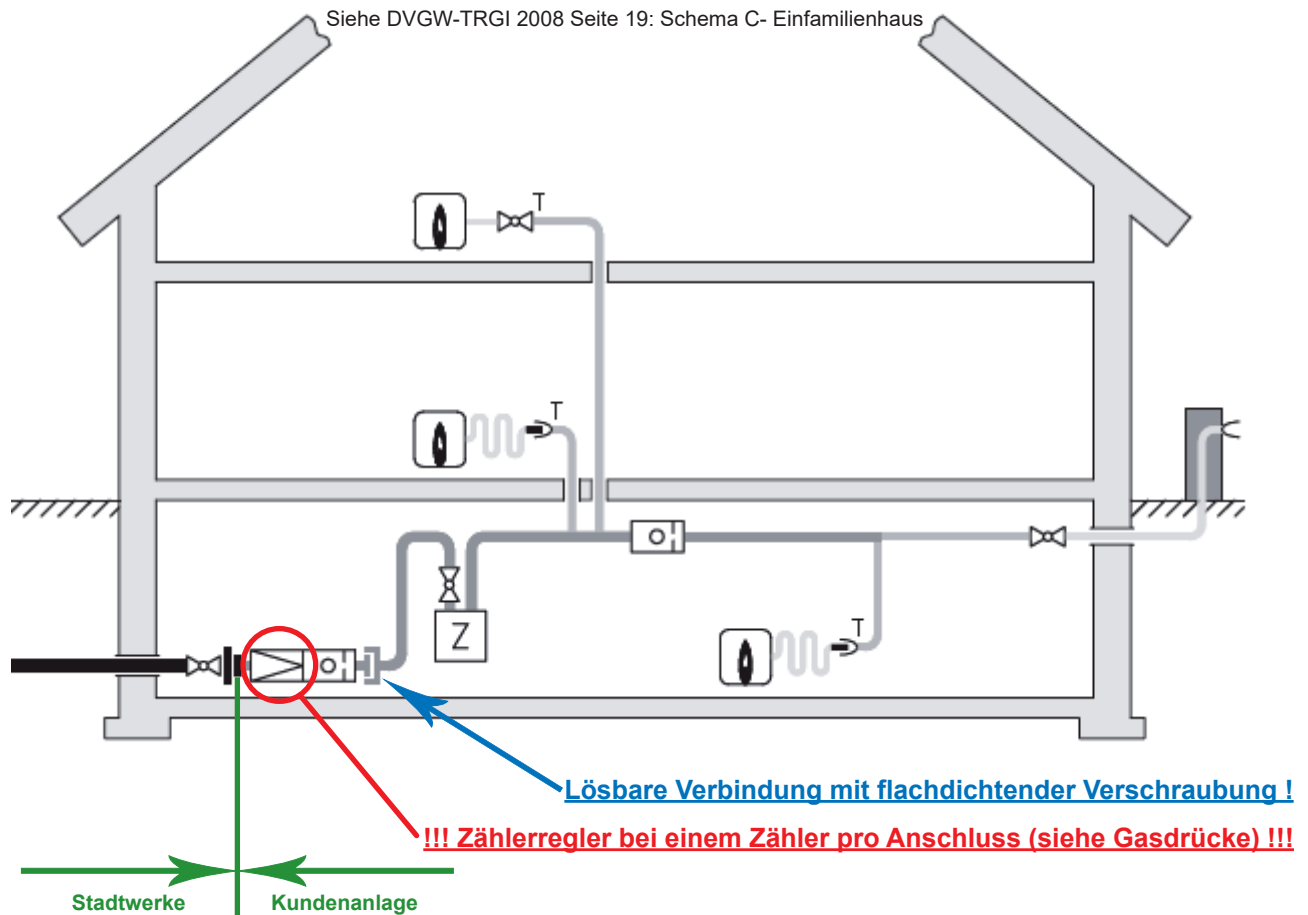 Siehe DVGW-TRGI 2008 Seite 19: Schema C- Einfamilienhaus
T
T
Z
T
Lösbare Verbindung mit flachdichtender Verschraubung !
!!! Zählerregler bei einem Zähler pro Anschluss (siehe Gasdrücke) !!!
Stadtwerke Kundenanlage